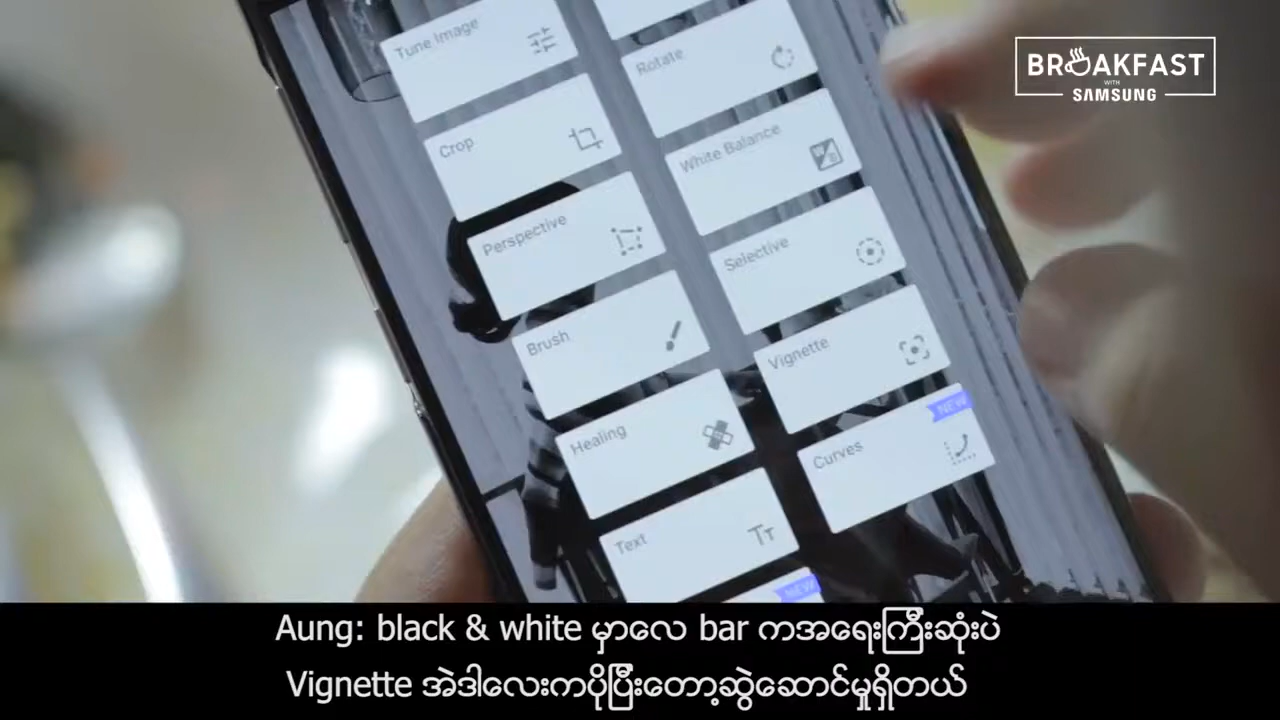 BREAKFAST
WITH
SAMSUNG
Tune Image
Rotate
Crop
White Balance
Perspective
Selective
Brush
Vignette
Healing
NEW
Curves
Text
NEW
Aung: black & white မှာလေ bar ကအရေးကြီးဆုံးပဲ
Vignette အဲဒါလေးကပိုပြီးတော့ဆွဲဆောင်မှုရှိတယ်